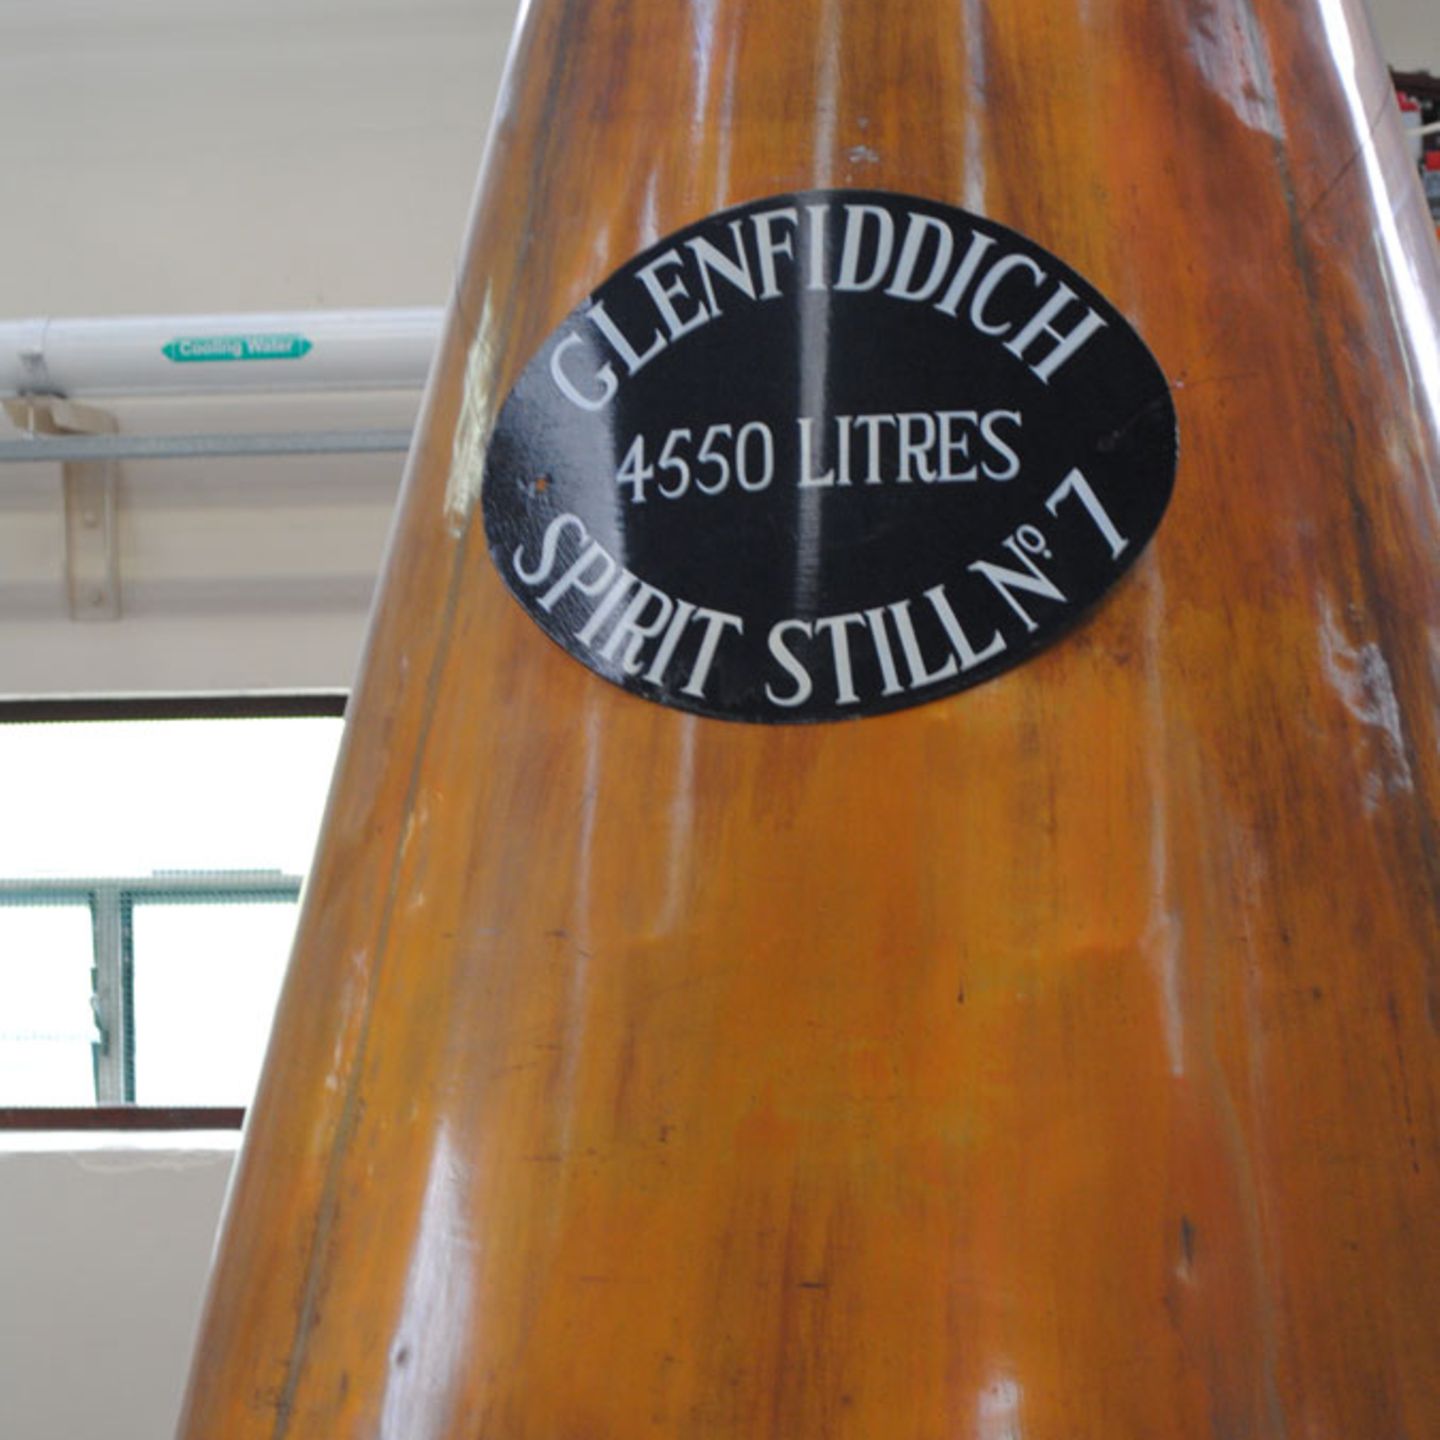 Cooling Water
GLENFIDDICH
4550 LITRES
SPIRIT STILL Nº 7